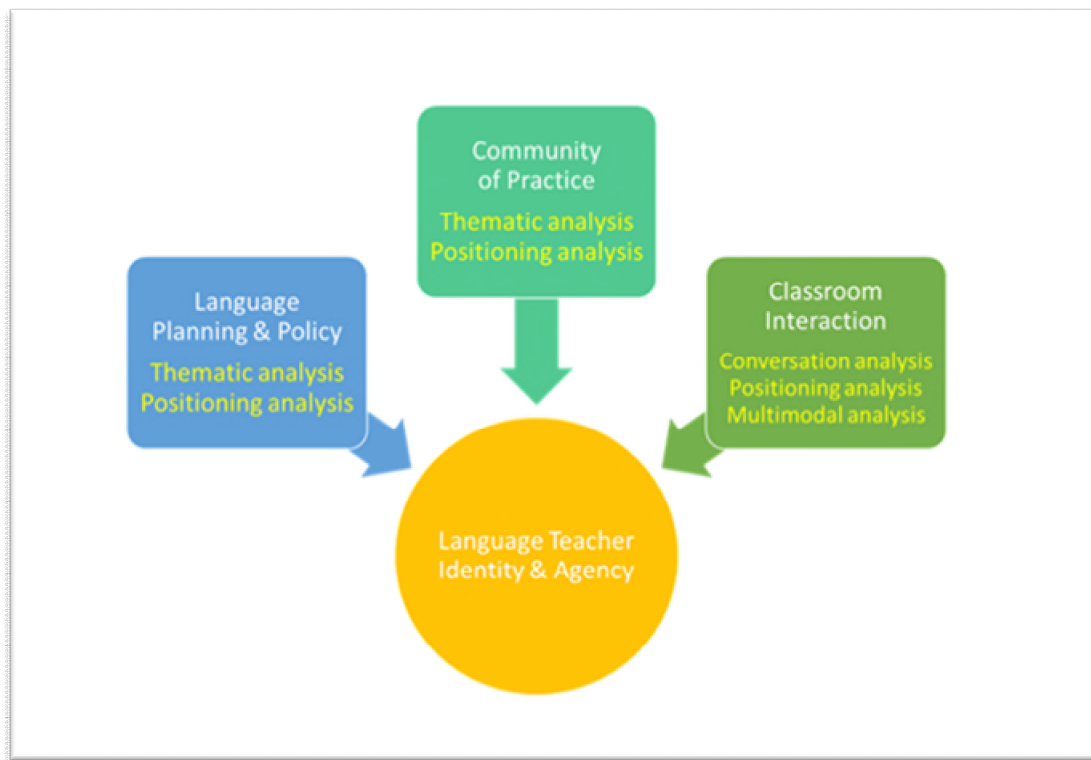 Community
of Practice
Thematic analysis
Positioning analysis
Language
Planning & Policy
Thematic analysis
Positioning analysis
Classroom
Interaction
Conversation analysis
Positioning analysis
Multimodal analysis
Language Teacher
Identity & Agency